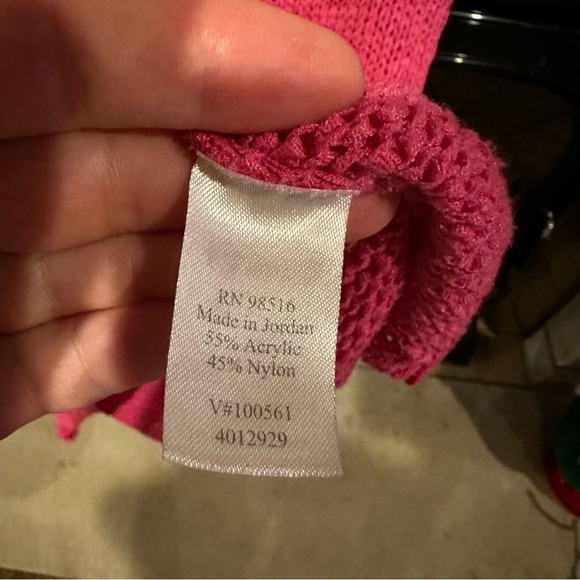 RN 98516
Made in Jordan
55% Acrylic
45% Nylon
V#100561
4012929